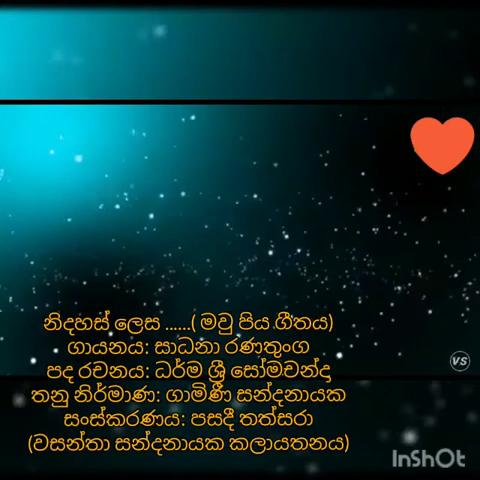 නිදහස් ලෙස ......( මවු පිය ගීතය)
ගායනය: සාධනා රණතුංග
පද රචනය: ධර්ම ශ්‍රී සෝමචන්ද්‍ර
තනු නිර්මාණ: ගාමිණී සන්දනායක
සංස්කරණය: පසදී තත්සරා
(වසන්තා සන්දනායක කලායතනය)
VS
InShOt